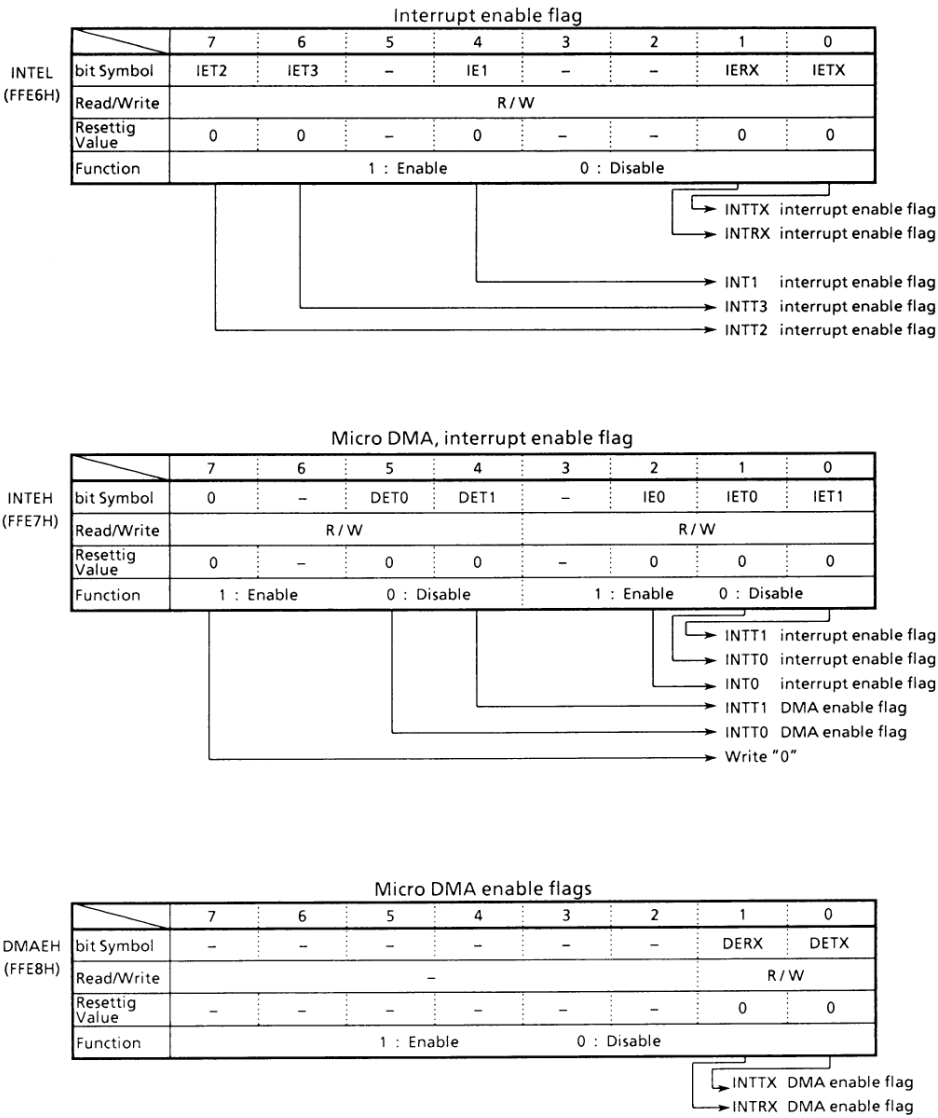 Interrupt enable flag
7 6 5 4 3 2 1 0
INTEL (FFE6H)
bit Symbol IET2 IET3 – IE1 – – IERX IETX
Read/Write R/W
Resettig Value 0 0 – 0 – – 0 0
Function 1 : Enable 0 : Disable
INTTX interrupt enable flag
INTRX interrupt enable flag
INT1 interrupt enable flag
INTT3 interrupt enable flag
INTT2 interrupt enable flag
Micro DMA, interrupt enable flag
7 6 5 4 3 2 1 0
INTEH (FFE7H)
bit Symbol 0 – DET0 DET1 – IE0 IET0 IET1
Read/Write R/W R/W
Resettig Value 0 – 0 0 – 0 0 0
Function 1 : Enable 0 : Disable 1 : Enable 0 : Disable
INTT1 interrupt enable flag
INTT0 interrupt enable flag
INT0 interrupt enable flag
INTT1 DMA enable flag
INTT0 DMA enable flag
Write "0"
Micro DMA enable flags
7 6 5 4 3 2 1 0
DMAEH (FFE8H)
bit Symbol – – – – – – DERX DETX
Read/Write – R/W
Resettig Value – – – – – – 0 0
Function 1 : Enable 0 : Disable
INTTX DMA enable flag
INTRX DMA enable flag